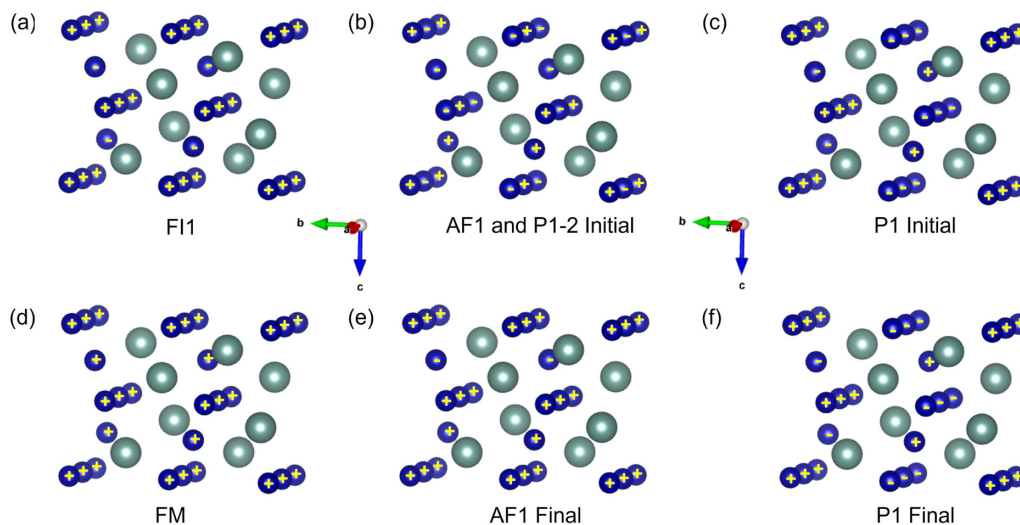 (a)
(b)
(c)
FI1
AF1 and P1-2 Initial
P1 Initial
b
a
c
b
a
c
(d)
(e)
(f)
FM
AF1 Final
P1 Final